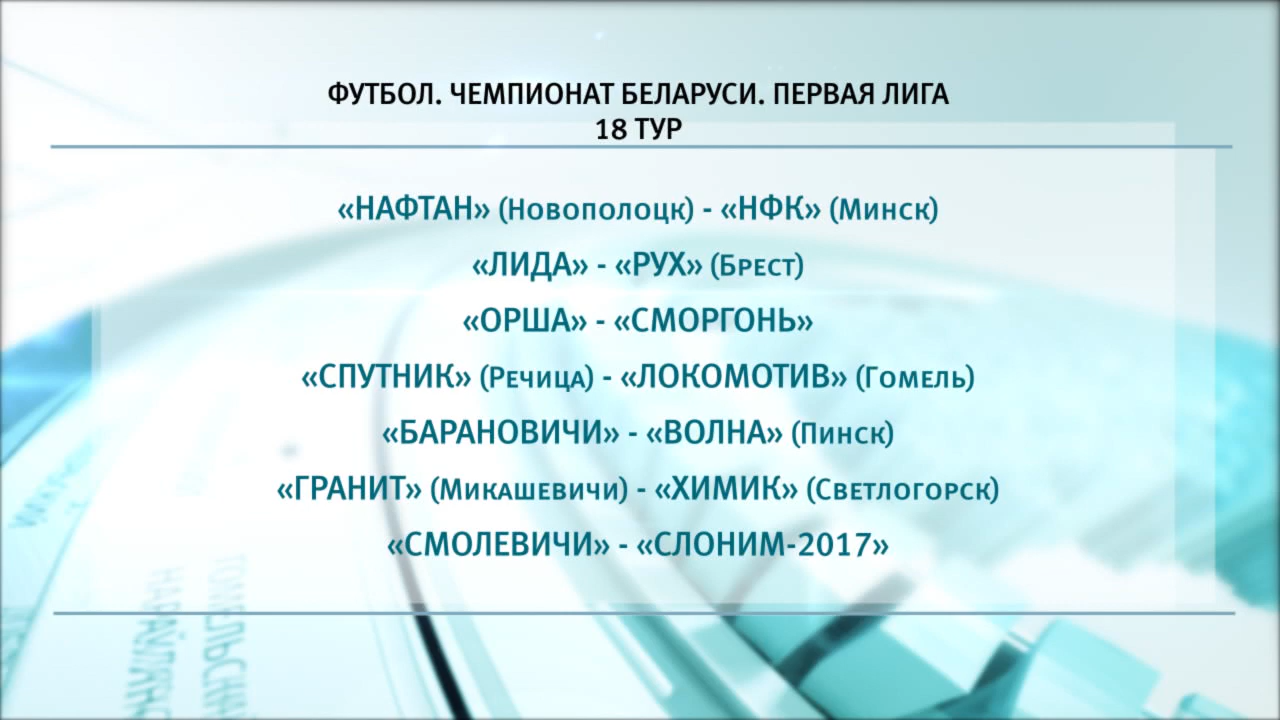 ФУТБОЛ. ЧЕМПИОНАТ БЕЛАРУСИ. ПЕРВАЯ ЛИГА
18 ТУР
«НАФТАН» (Новополоцк) - «НФК» (Минск)
«ЛИДА» - «РУХ» (Брест)
«ОРША» - «СМОРГОНЬ»
«СПУТНИК» (Речица) - «ЛОКОМОТИВ» (Гомель)
«БАРАНОВИЧИ» - «ВОЛНА» (Пинск)
«ГРАНИТ» (Микашевичи) - «ХИМИК» (Светлогорск)
«СМОЛЕВИЧИ» - «СЛОНИМ-2017»